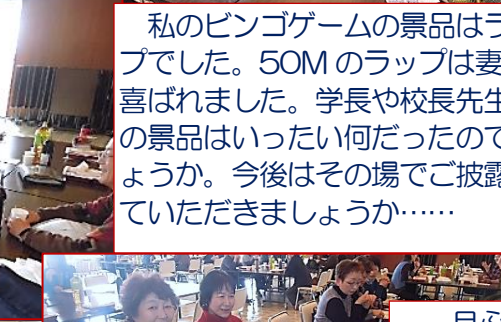 私のビンゴゲームの景品はラ
プでした。50Mのラップは妻
喜ばれました。学長や校長先生
の景品はいったい何だったので
ょうか。今後はその場でご披露
ていただきましょうか……